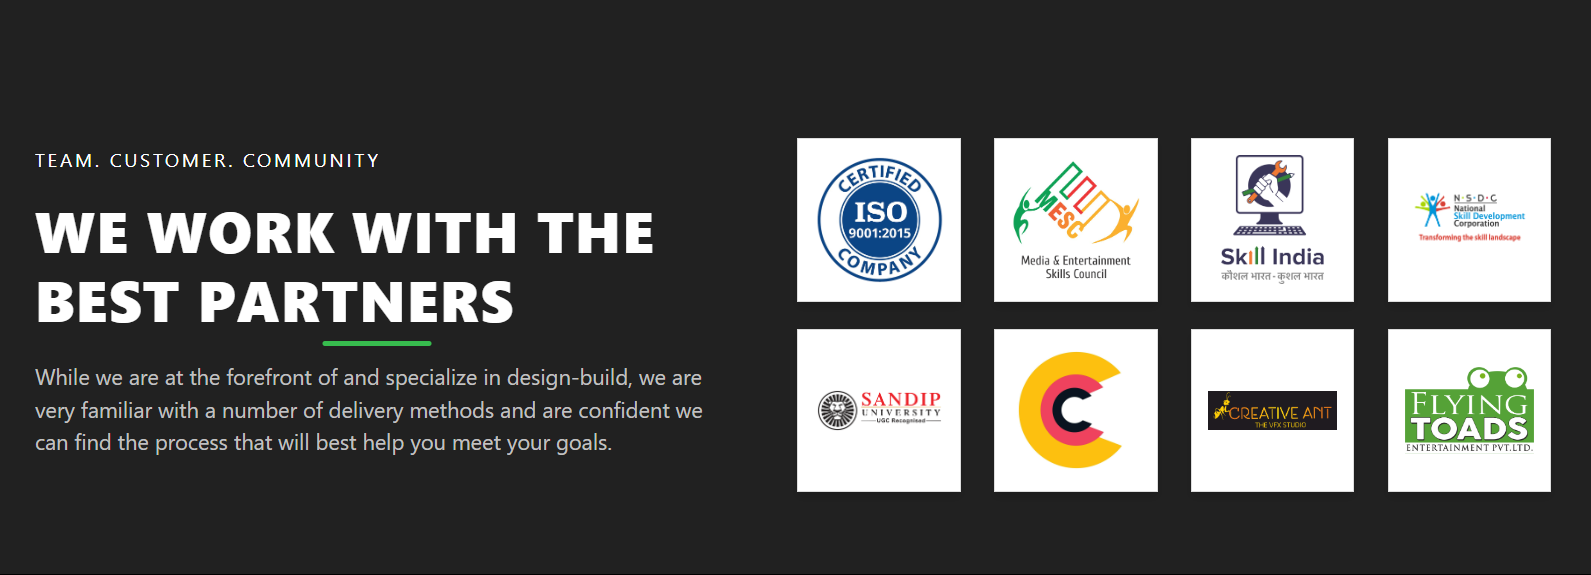 TEAM. CUSTOMER. COMMUNITY
WE WORK WITH THE
BEST PARTNERS
While we are at the forefront of and specialize in design-build, we are
very familiar with a number of delivery methods and are confident we
can find the process that will best help you meet your goals.
CERTIFIED
ISO
9001:2015
COMPANY
MESC
Media & Entertainment
Skills Council
Skill India
कौशल भारत - कुशल भारत
N·S·D·C
National
Skill Development
Corporation
Transforming the skill landscape
SANDIP
UNIVERSITY
UGC Recognised
CREATIVE ANT
THE VFX STUDIO
FLYING
TOADS
ENTERTAINMENT PVT.LTD.